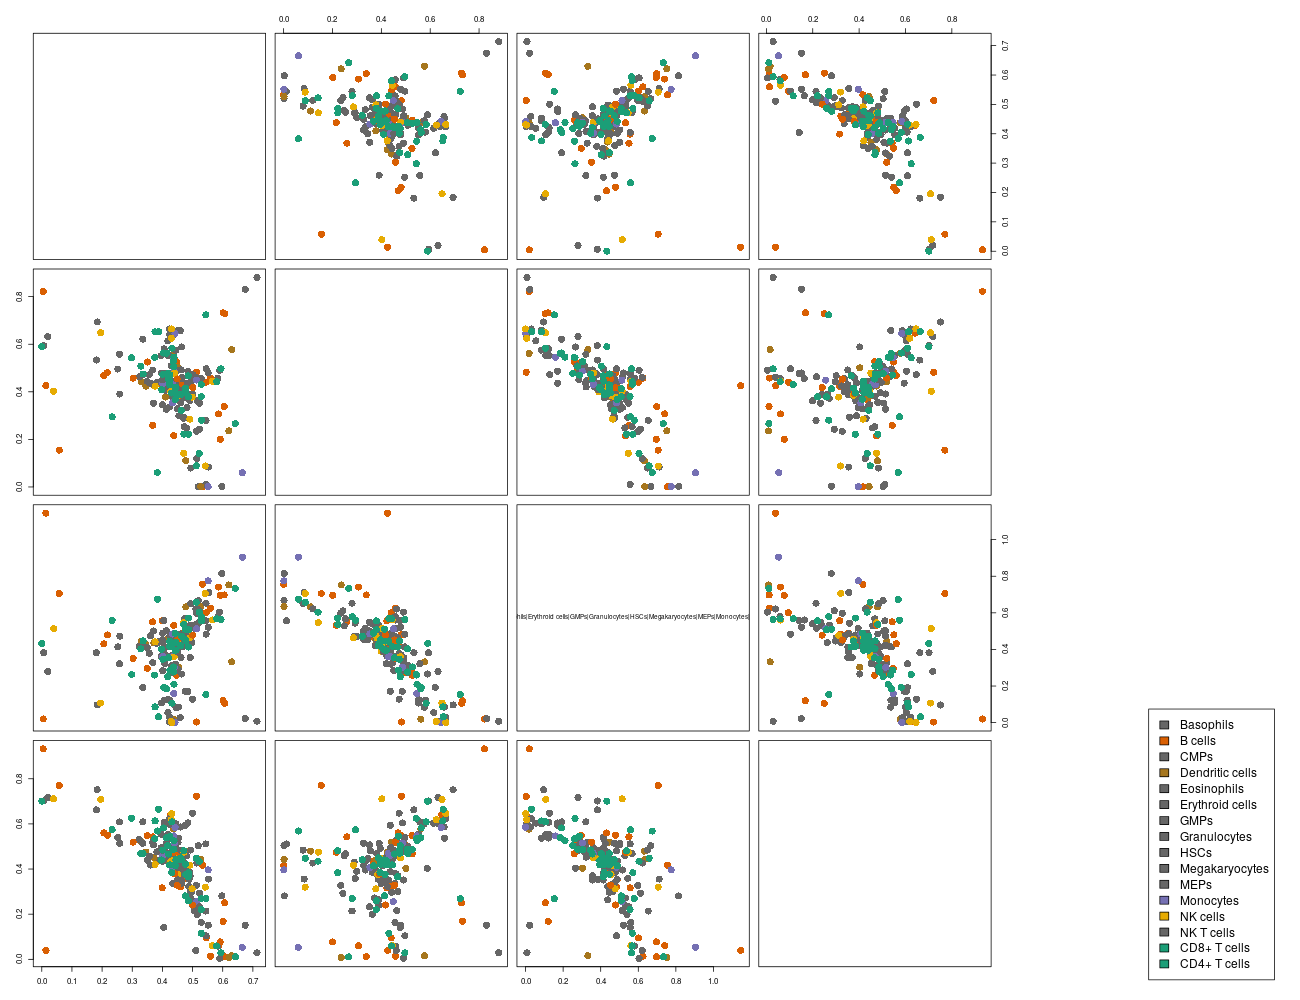 0.0 0.2 0.4 0.6 0.8
0.0 0.2 0.4 0.6 0.8
0.0 0.1 0.2 0.3 0.4 0.5 0.6 0.7
0.0 0.2 0.4 0.6 0.8
hils|Erythroid cells|GMPs|Granulocytes|HSCs|Megakaryocytes|MEPs|Monocytes|
0.0 0.2 0.4 0.6 0.8 1.0
0.0 0.2 0.4 0.6 0.8
0.0 0.1 0.2 0.3 0.4 0.5 0.6 0.7
0.0 0.2 0.4 0.6 0.8 1.0
Basophils
B cells
CMPs
Dendritic cells
Eosinophils
Erythroid cells
GMPs
Granulocytes
HSCs
Megakaryocytes
MEPs
Monocytes
NK cells
NK T cells
CD8+ T cells
CD4+ T cells